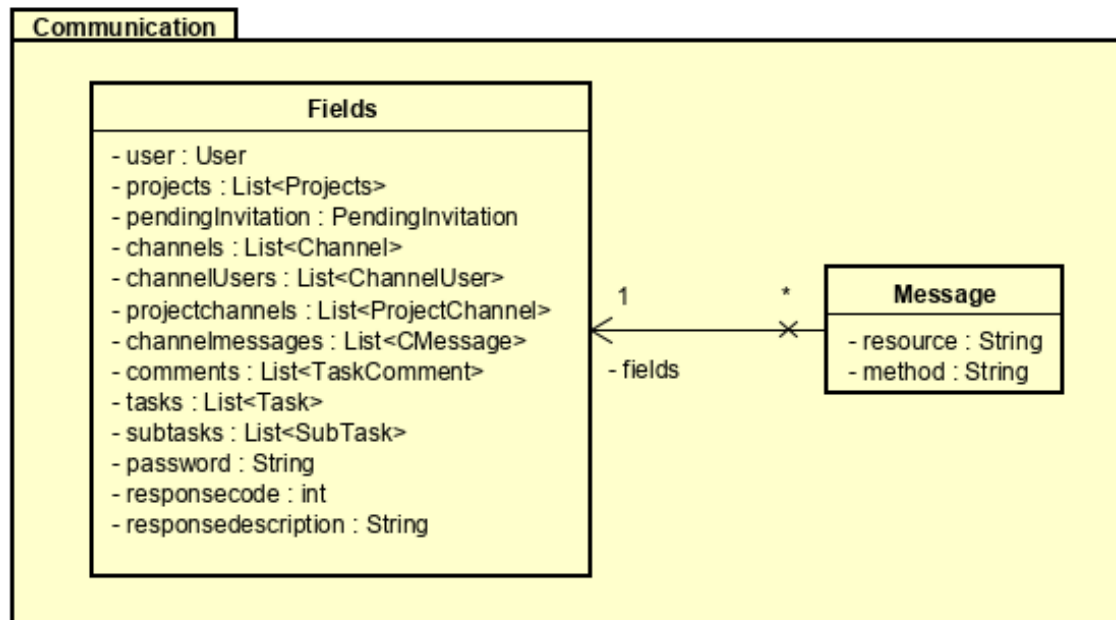 Communication
Fields
- user : User
- projects : List<Projects>
- pendingInvitation : PendingInvitation
- channels : List<Channel>
- channelUsers : List<ChannelUser>
- projectchannels : List<ProjectChannel>
- channelmessages : List<CMessage>
- comments : List<TaskComment>
- tasks : List<Task>
- subtasks : List<SubTask>
- password : String
- responsecode : int
- responsedescription : String
1
*
- fields
Message
- resource : String
- method : String